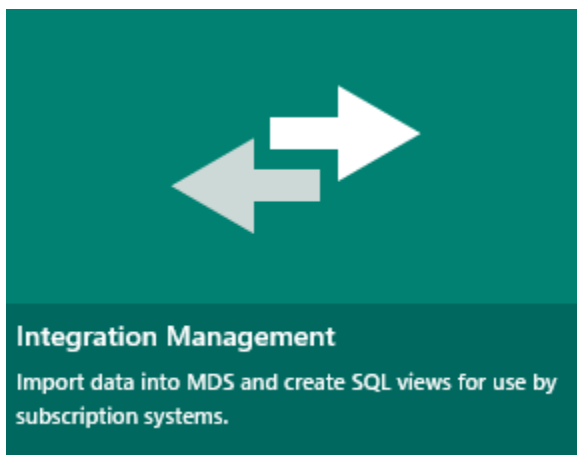 Integration Management
Import data into MDS and create SQL views for use by
subscription systems.